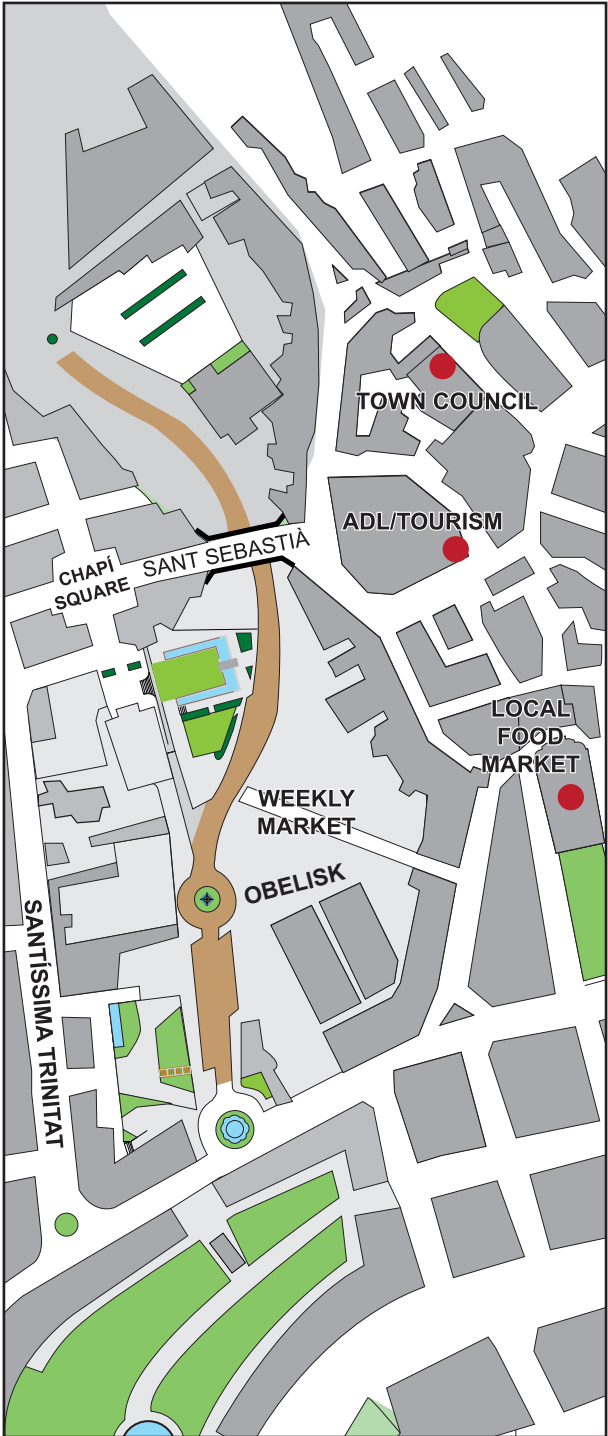 TOWN COUNCIL
ADL/TOURISM
SANT SEBASTIÀ
CHAPÍ
SQUARE
LOCAL
FOOD
MARKET
WEEKLY
MARKET
OBELISK
SANTÍSSIMA TRINITAT